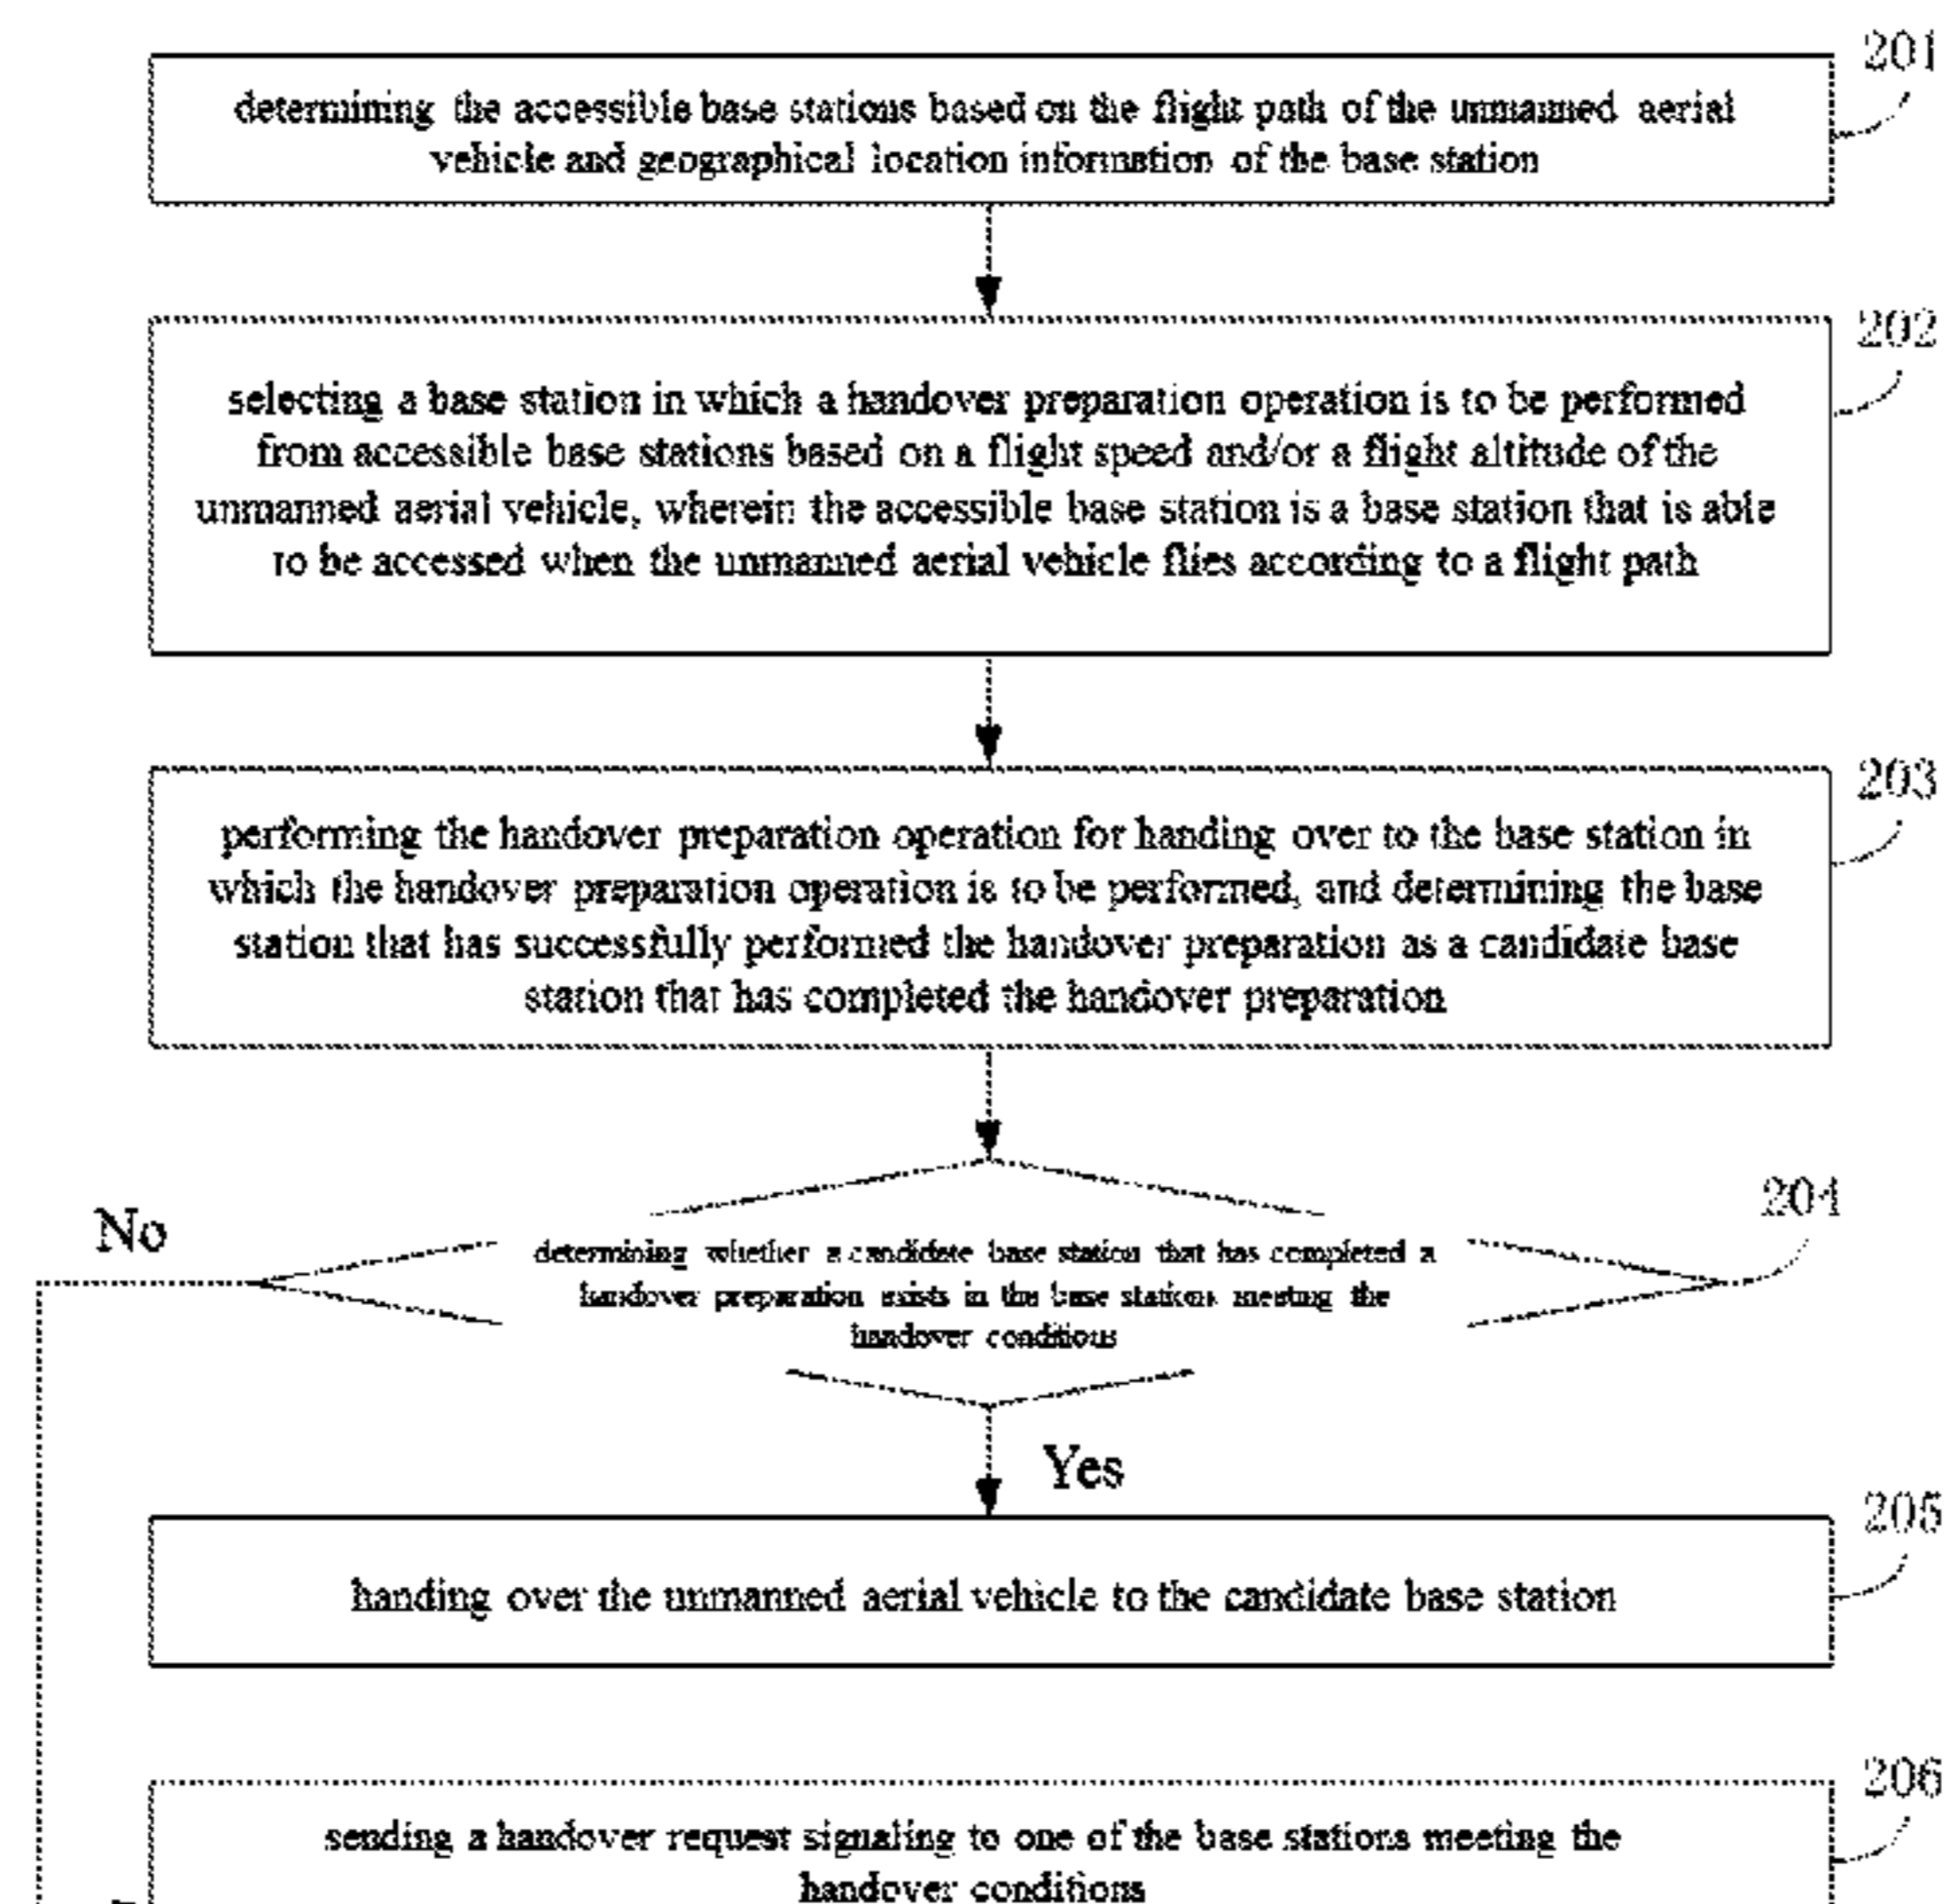 201
determining the accessible base stations based on the flight path of the unmanned aerial
vehicle and geographical location information of the base station
202
selecting a base station in which a handover preparation operation is to be performed
from accessible base stations based on a flight speed and/or a flight altitude of the
unmanned aerial vehicle, wherein the accessible base station is a base station that is able
to be accessed when the unmanned aerial vehicle flies according to a flight path
203
performing the handover preparation operation for handing over to the base station in
which the handover preparation operation is to be performed, and determining the base
station that has successfully performed the handover preparation as a candidate base
station that has completed the handover preparation
204
No
determining whether a candidate base station that has completed a
handover preparation exists in the base stations meeting the
handover conditions
Yes
205
handing over the unmanned aerial vehicle to the candidate base station
206
sending a handover request signaling to one of the base stations meeting the
handover conditions